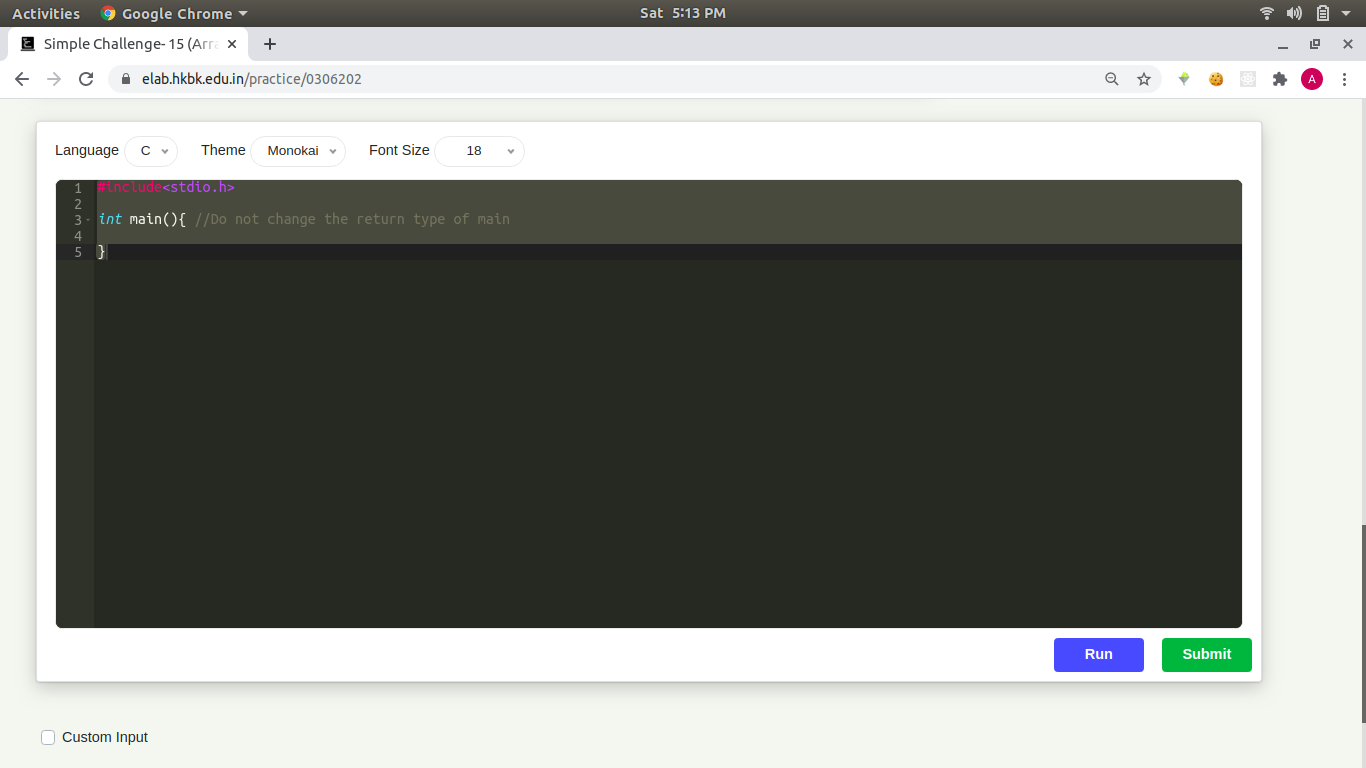 Activities Google Chrome Sat 5:13 PM
Simple Challenge- 15 (Arra
elab.hkbk.edu.in/practice/0306202 A
Language C Theme Monokai Font Size 18
1 #include<stdio.h>
2
3 int main(){ //Do not change the return type of main
4
5 }
Run Submit
Custom Input